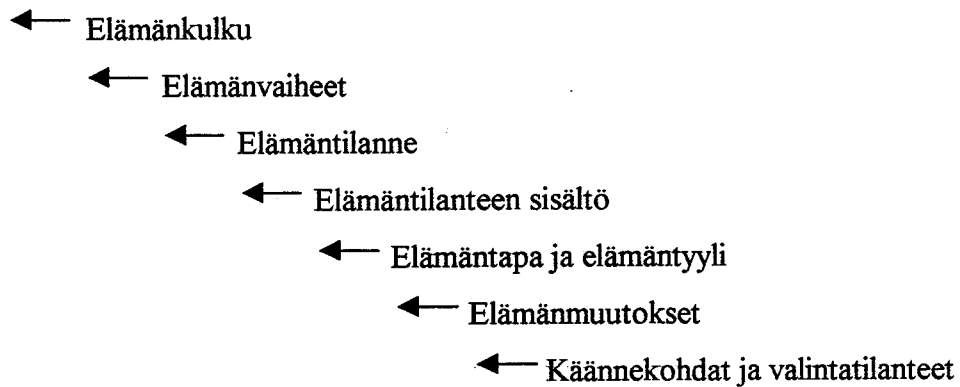 Elämänkulku
Elämänvaiheet
Elämäntilanne
Elämäntilanteen sisältö
Elämäntapa ja elämäntyyli
Elämänmuutokset
Käännekohdat ja valintatilanteet